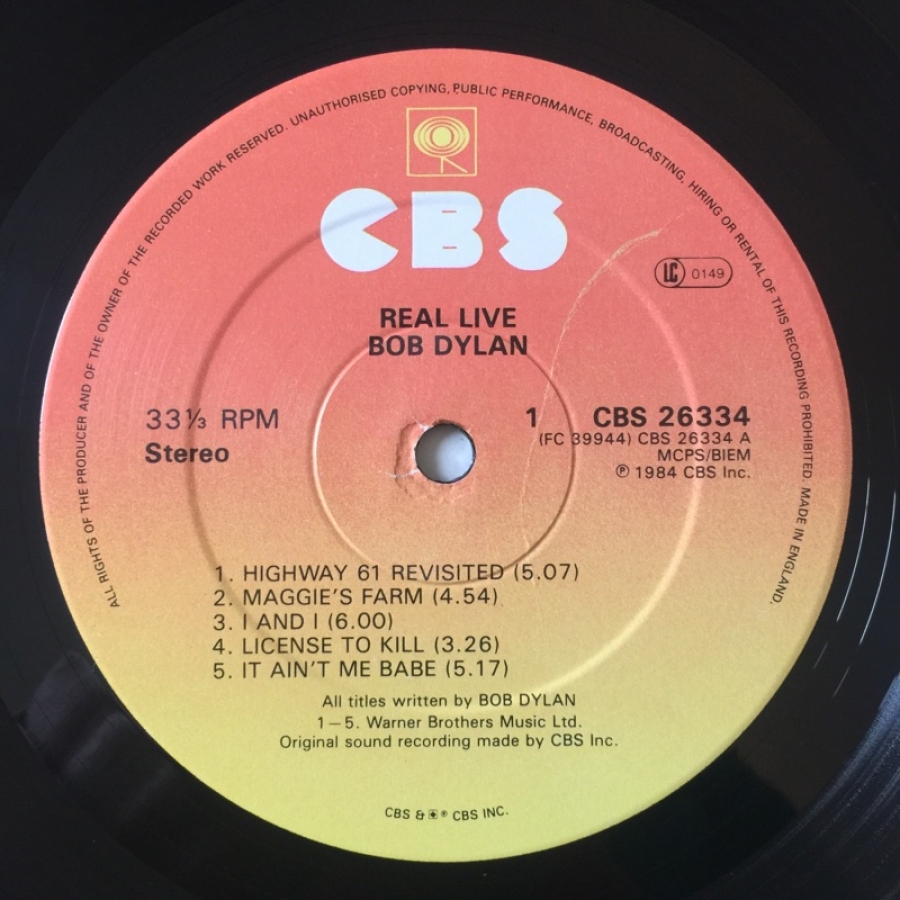 ALL RIGHTS OF THE PRODUCER AND OF THE OWNER OF THE RECORDED WORK RESERVED. UNAUTHORISED COPYING, PUBLIC PERFORMANCE, BROADCASTING, HIRING OR RENTAL OF THIS RECORDING PROHIBITED. MADE IN ENGLAND.
CBS
LC 0149
REAL LIVE
BOB DYLAN
33⅓ RPM
Stereo
1 CBS 26334
(FC 39944) CBS 26334 A
MCPS/BIEM
℗ 1984 CBS Inc.
1. HIGHWAY 61 REVISITED (5.07)
2. MAGGIE'S FARM (4.54)
3. I AND I (6.00)
4. LICENSE TO KILL (3.26)
5. IT AIN'T ME BABE (5.17)
All titles written by BOB DYLAN
1–5. Warner Brothers Music Ltd.
Original sound recording made by CBS Inc.
CBS & ® CBS INC.